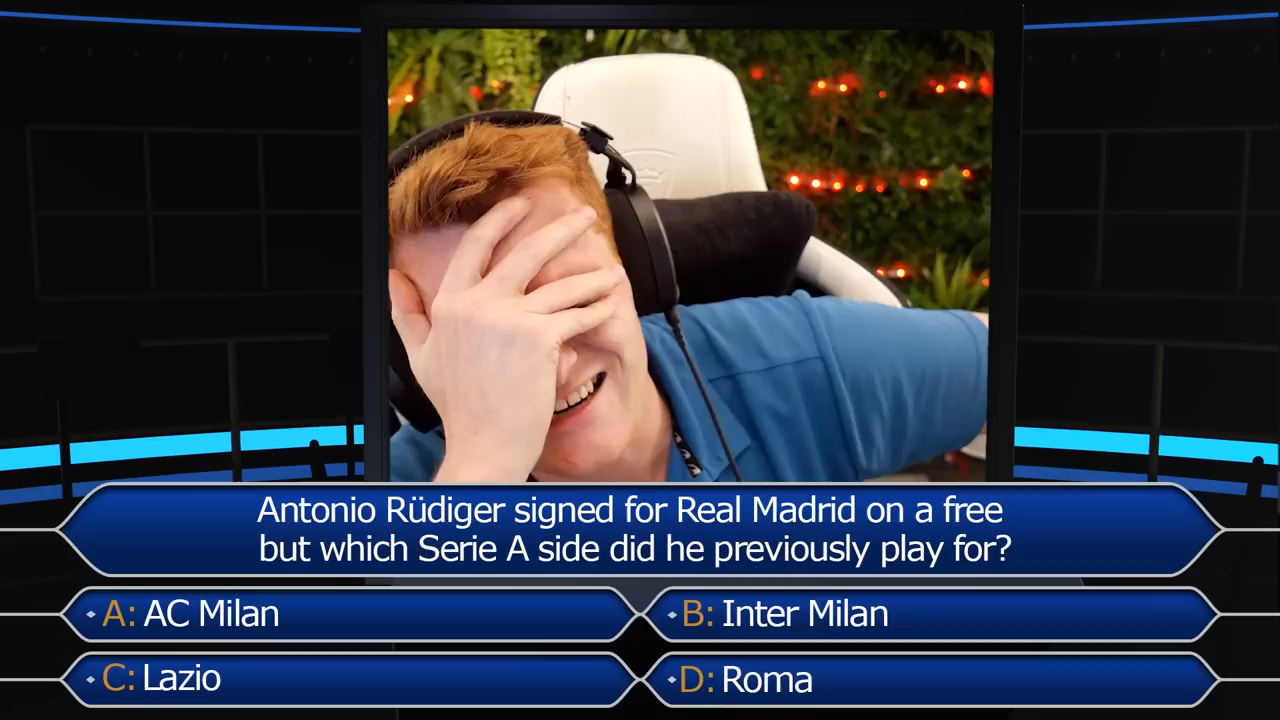 Antonio Rüdiger signed for Real Madrid on a free
but which Serie A side did he previously play for?
A: AC Milan
B: Inter Milan
C: Lazio
D: Roma